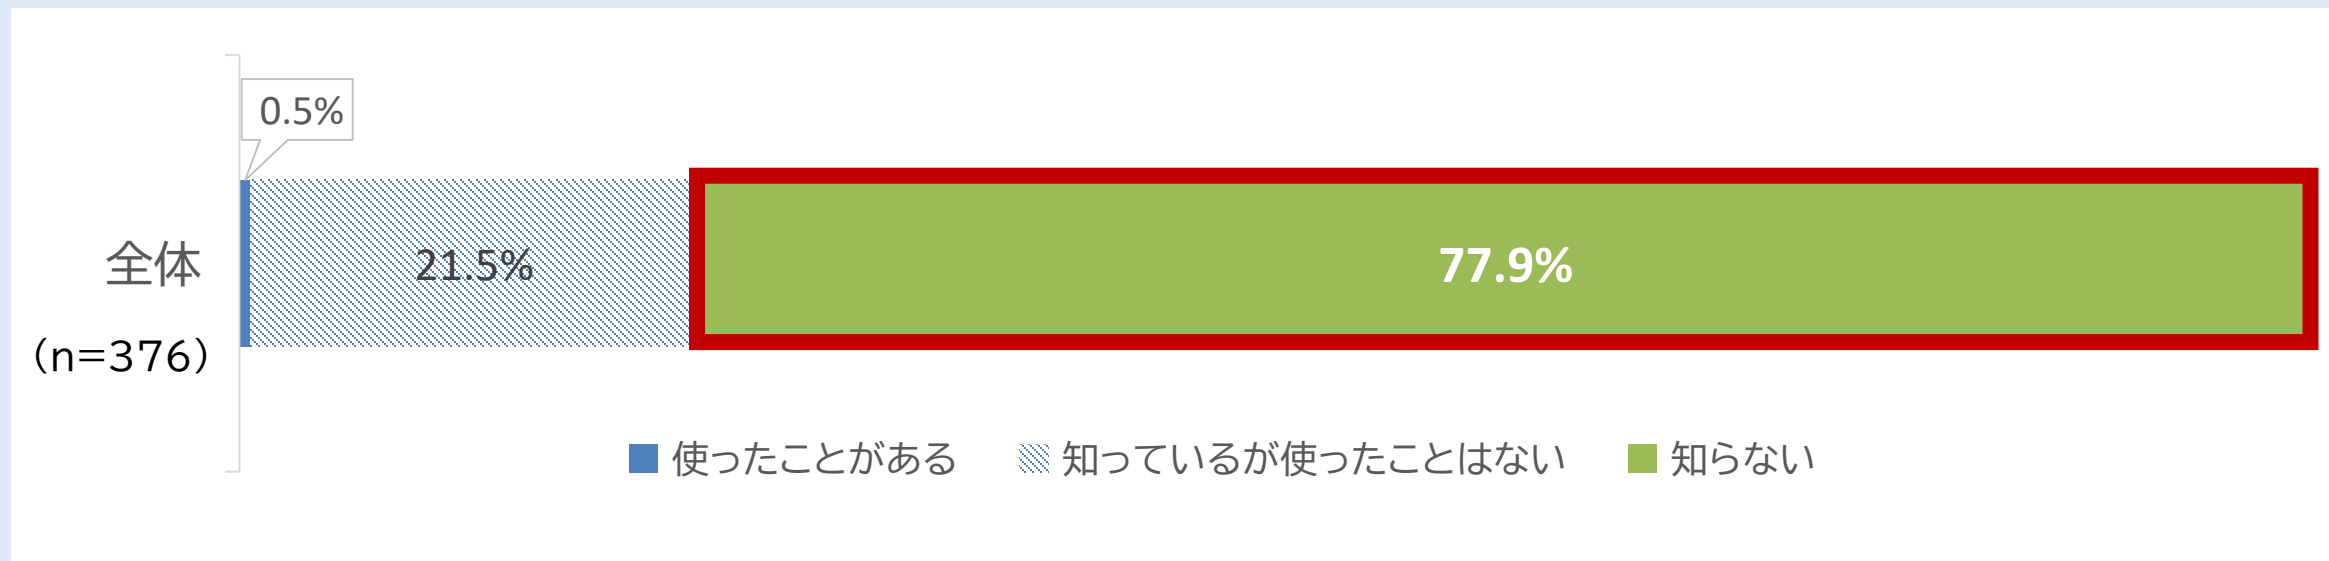 0.5%
全体
21.5%
77.9%
（n=376）
使ったことがある
知っているが使ったことはない
知らない